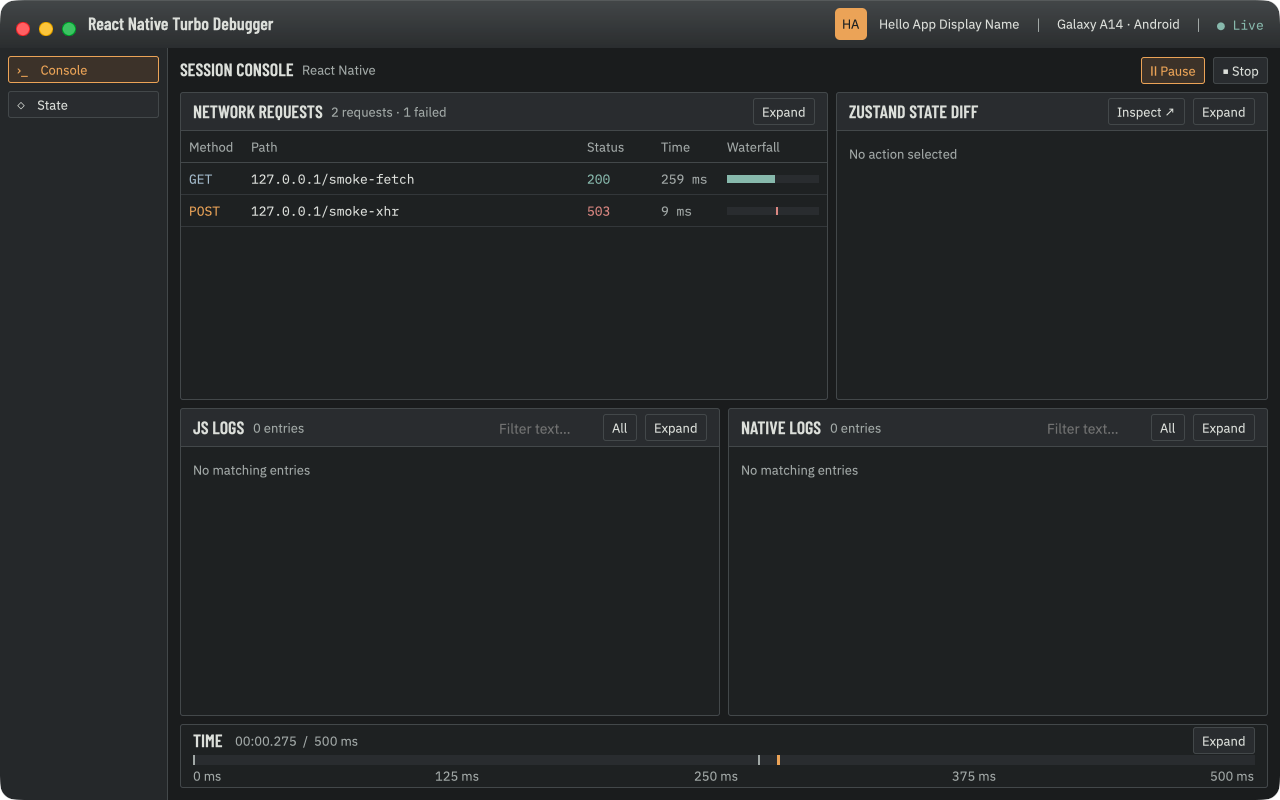 React Native Turbo Debugger
HA Hello App Display Name | Galaxy A14 · Android | ● Live
>_ Console
◇ State
SESSION CONSOLE React Native
II Pause ▪ Stop
NETWORK REQUESTS 2 requests · 1 failed Expand
Method Path Status Time Waterfall
GET 127.0.0.1/smoke-fetch 200 259 ms
POST 127.0.0.1/smoke-xhr 503 9 ms
ZUSTAND STATE DIFF Inspect ↗ Expand
No action selected
JS LOGS 0 entries Filter text... All Expand
No matching entries
NATIVE LOGS 0 entries Filter text... All Expand
No matching entries
TIME 00:00.275 / 500 ms Expand
0 ms 125 ms 250 ms 375 ms 500 ms